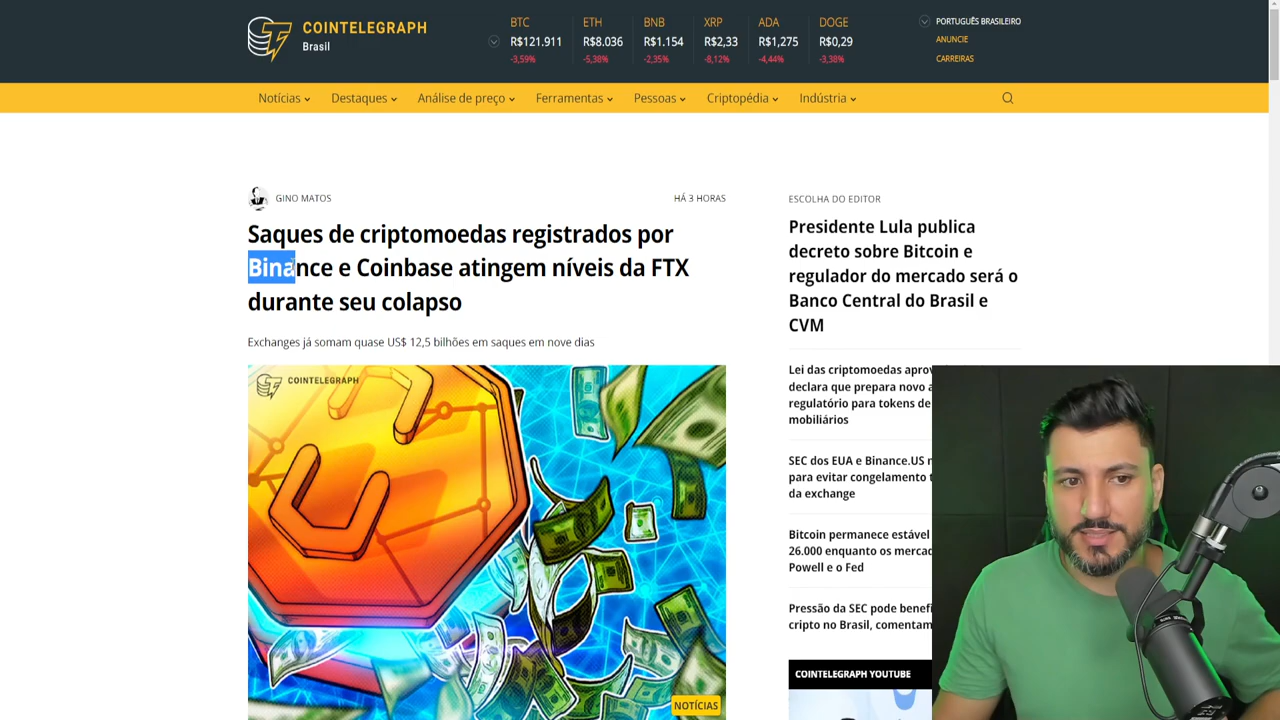 COINTELEGRAPH
Brasil
BTC
R$121.911
-3,59%
ETH
R$8.036
-5,38%
BNB
R$1.154
-2,35%
XRP
R$2,33
-8,12%
ADA
R$1,275
-4,44%
DOGE
R$0,29
-3,38%
PORTUGUÊS BRASILEIRO
ANUNCIE
CARREIRAS
Notícias
Destaques
Análise de preço
Ferramentas
Pessoas
Criptopédia
Indústria
GINO MATOS
HÁ 3 HORAS
Saques de criptomoedas registrados por
Binance e Coinbase atingem níveis da FTX
durante seu colapso
Exchanges já somam quase US$ 12,5 bilhões em saques em nove dias
COINTELEGRAPH
NOTÍCIAS
ESCOLHA DO EDITOR
Presidente Lula publica
decreto sobre Bitcoin e
regulador do mercado será o
Banco Central do Brasil e
CVM
Lei das criptomoedas aprov
declara que prepara novo a
regulatório para tokens de
mobiliários
SEC dos EUA e Binance.US n
para evitar congelamento t
da exchange
Bitcoin permanece estável
26.000 enquanto os merca
Powell e o Fed
Pressão da SEC pode benefi
cripto no Brasil, comentam
COINTELEGRAPH YOUTUBE